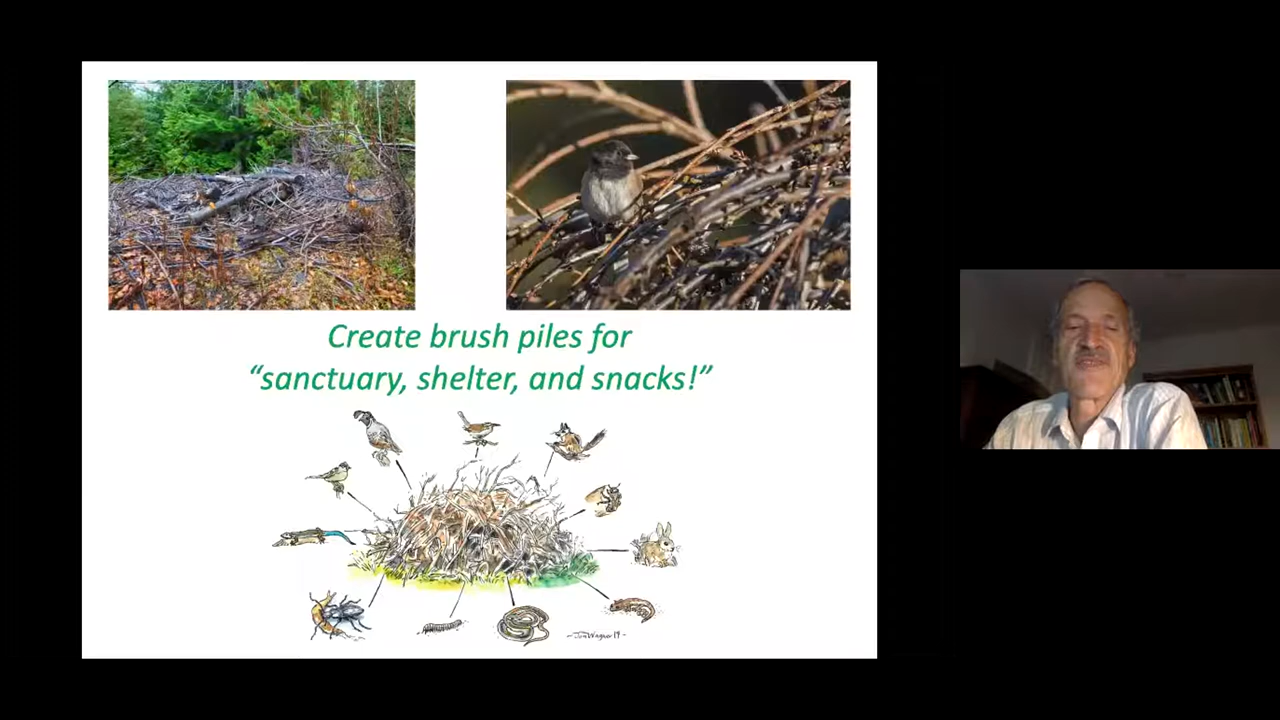 Create brush piles for
“sanctuary, shelter, and snacks!”